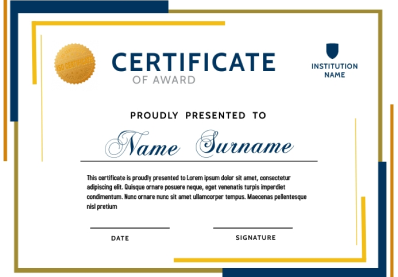 CERTIFICATE
OF AWARD
INSTITUTION
NAME
PROUDLY PRESENTED TO
Name Surname
This certificate is proudly presented to Lorem ipsum dolor sit amet, consectetur
adipiscing elit. Quisque ornare posuere neque, eget venenatis turpis imperdiet
condimentum. Nunc ornare nunc at ullamcorper tempus. Maecenas pellentesque
nisl pretium
DATE
SIGNATURE